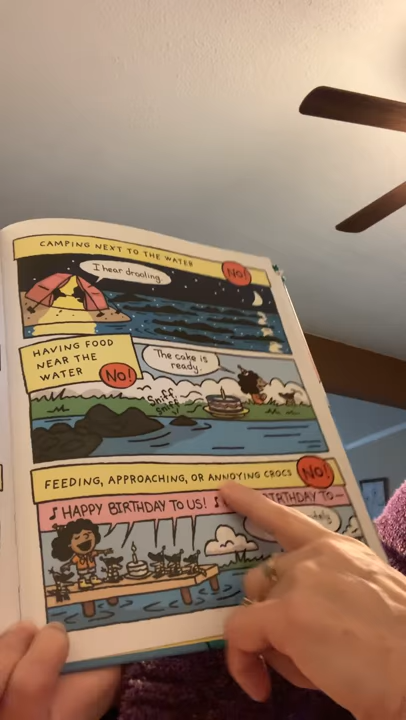 CAMPING NEXT TO THE WATER
NO!
I hear drooling.
HAVING FOOD
NEAR THE
WATER
NO!
The cake is
ready.
Sniff
Sniff
FEEDING, APPROACHING, OR ANNOYING CROCS
NO!
♪ HAPPY BIRTHDAY TO US! ♪ BIRTHDAY TO—